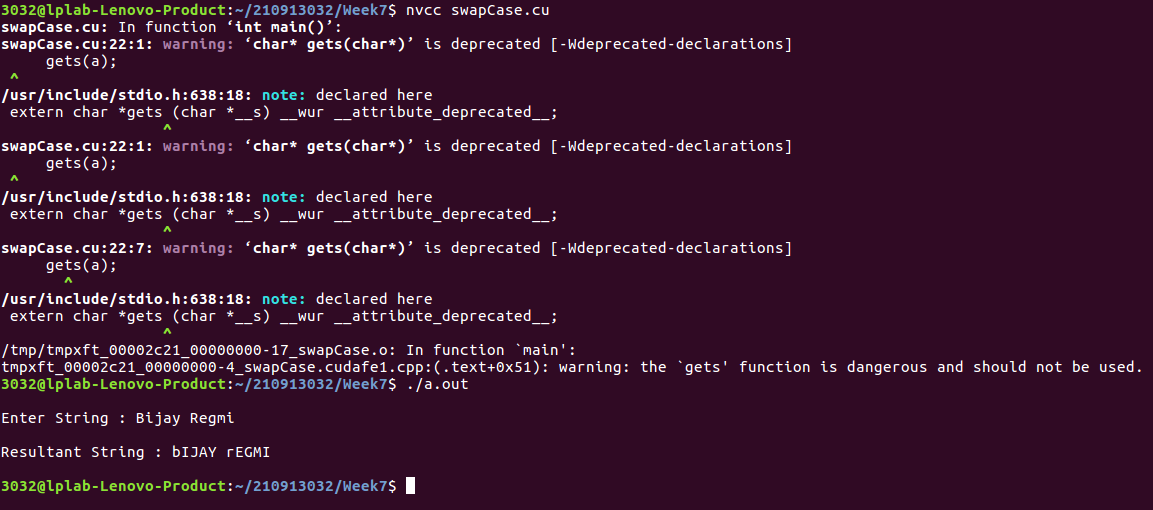 3032@lplab-Lenovo-Product:~/210913032/Week7$ nvcc swapCase.cu
swapCase.cu: In function ‘int main()’:
swapCase.cu:22:1: warning: ‘char* gets(char*)’ is deprecated [-Wdeprecated-declarations]
     gets(a);
 ^
/usr/include/stdio.h:638:18: note: declared here
 extern char *gets (char *__s) __wur __attribute_deprecated__;
                  ^
swapCase.cu:22:1: warning: ‘char* gets(char*)’ is deprecated [-Wdeprecated-declarations]
     gets(a);
 ^
/usr/include/stdio.h:638:18: note: declared here
 extern char *gets (char *__s) __wur __attribute_deprecated__;
                  ^
swapCase.cu:22:7: warning: ‘char* gets(char*)’ is deprecated [-Wdeprecated-declarations]
     gets(a);
       ^
/usr/include/stdio.h:638:18: note: declared here
 extern char *gets (char *__s) __wur __attribute_deprecated__;
                  ^
/tmp/tmpxft_00002c21_00000000-17_swapCase.o: In function `main':
tmpxft_00002c21_00000000-4_swapCase.cudafe1.cpp:(.text+0x51): warning: the `gets' function is dangerous and should not be used.
3032@lplab-Lenovo-Product:~/210913032/Week7$ ./a.out
Enter String : Bijay Regmi
Resultant String : bIJAY rEGMI
3032@lplab-Lenovo-Product:~/210913032/Week7$